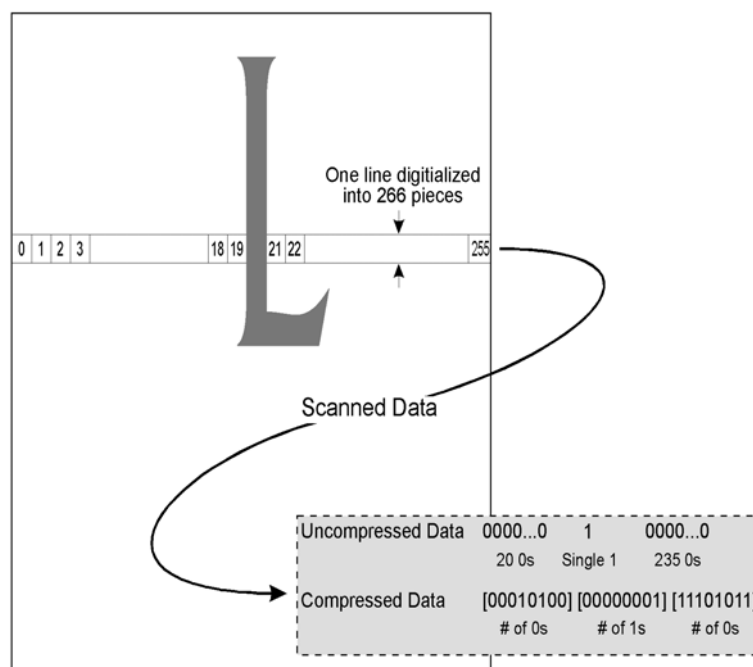 One line digitialized
into 266 pieces
0 1 2 3 18 19 21 22 255
Scanned Data
Uncompressed Data 0000...0 1 0000...0
20 0s Single 1 235 0s
Compressed Data [00010100] [00000001] [11101011]
# of 0s # of 1s # of 0s